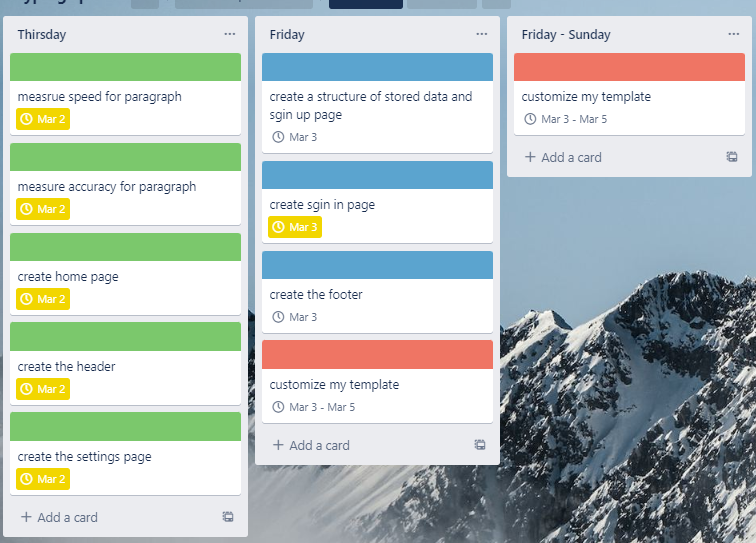 Thirsday
measrue speed for paragraph
Mar 2
measure accuracy for paragraph
Mar 2
create home page
Mar 2
create the header
Mar 2
create the settings page
Mar 2
Add a card
Friday
create a structure of stored data and
sgin up page
Mar 3
create sgin in page
Mar 3
create the footer
Mar 3
customize my template
Mar 3 - Mar 5
Add a card
Friday - Sunday
customize my template
Mar 3 - Mar 5
Add a card